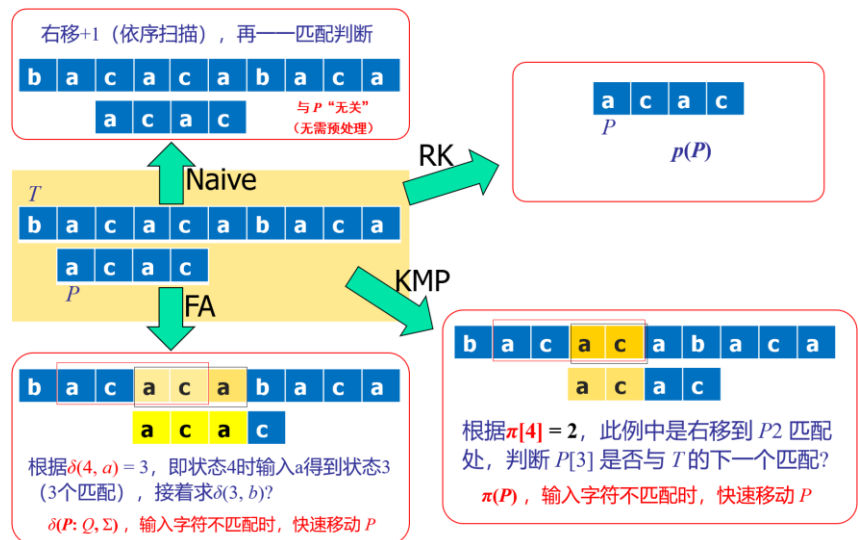 右移+1（依序扫描），再一一匹配判断
b a c a c a b a c a
a c a c
与 P “无关”
（无需预处理）
Naive
RK
a c a c
P
p(P)
T
b a c a c a b a c a
a c a c
P
FA
KMP
b a c a c a b a c a
a c a c
根据δ(4, a) = 3，即状态4时输入a得到状态3
（3个匹配），接着求δ(3, b)?
δ(P: Q, Σ)，输入字符不匹配时，快速移动 P
b a c a c a b a c a
a c a c
根据π[4] = 2，此例中是右移到 P2 匹配
处，判断 P[3] 是否与 T 的下一个匹配?
π(P)，输入字符不匹配时，快速移动 P